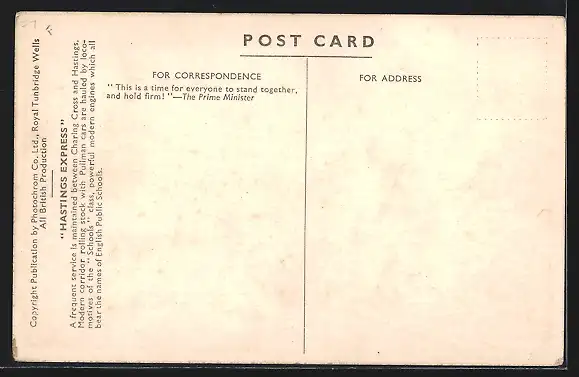 POST CARD
FOR CORRESPONDENCE
" This is a time for everyone to stand together,
and hold firm! "—The Prime Minister
FOR ADDRESS
Copyright Publication by Photochrom Co. Ltd., Royal Tunbridge Wells
All British Production
"HASTINGS EXPRESS"
A frequent service is maintained between Charing Cross and Hastings.
Modern corridor rolling stock with Pullman cars are hauled by loco-
motives of the " Schools " class, powerful modern engines which all
bear the names of English Public Schools.